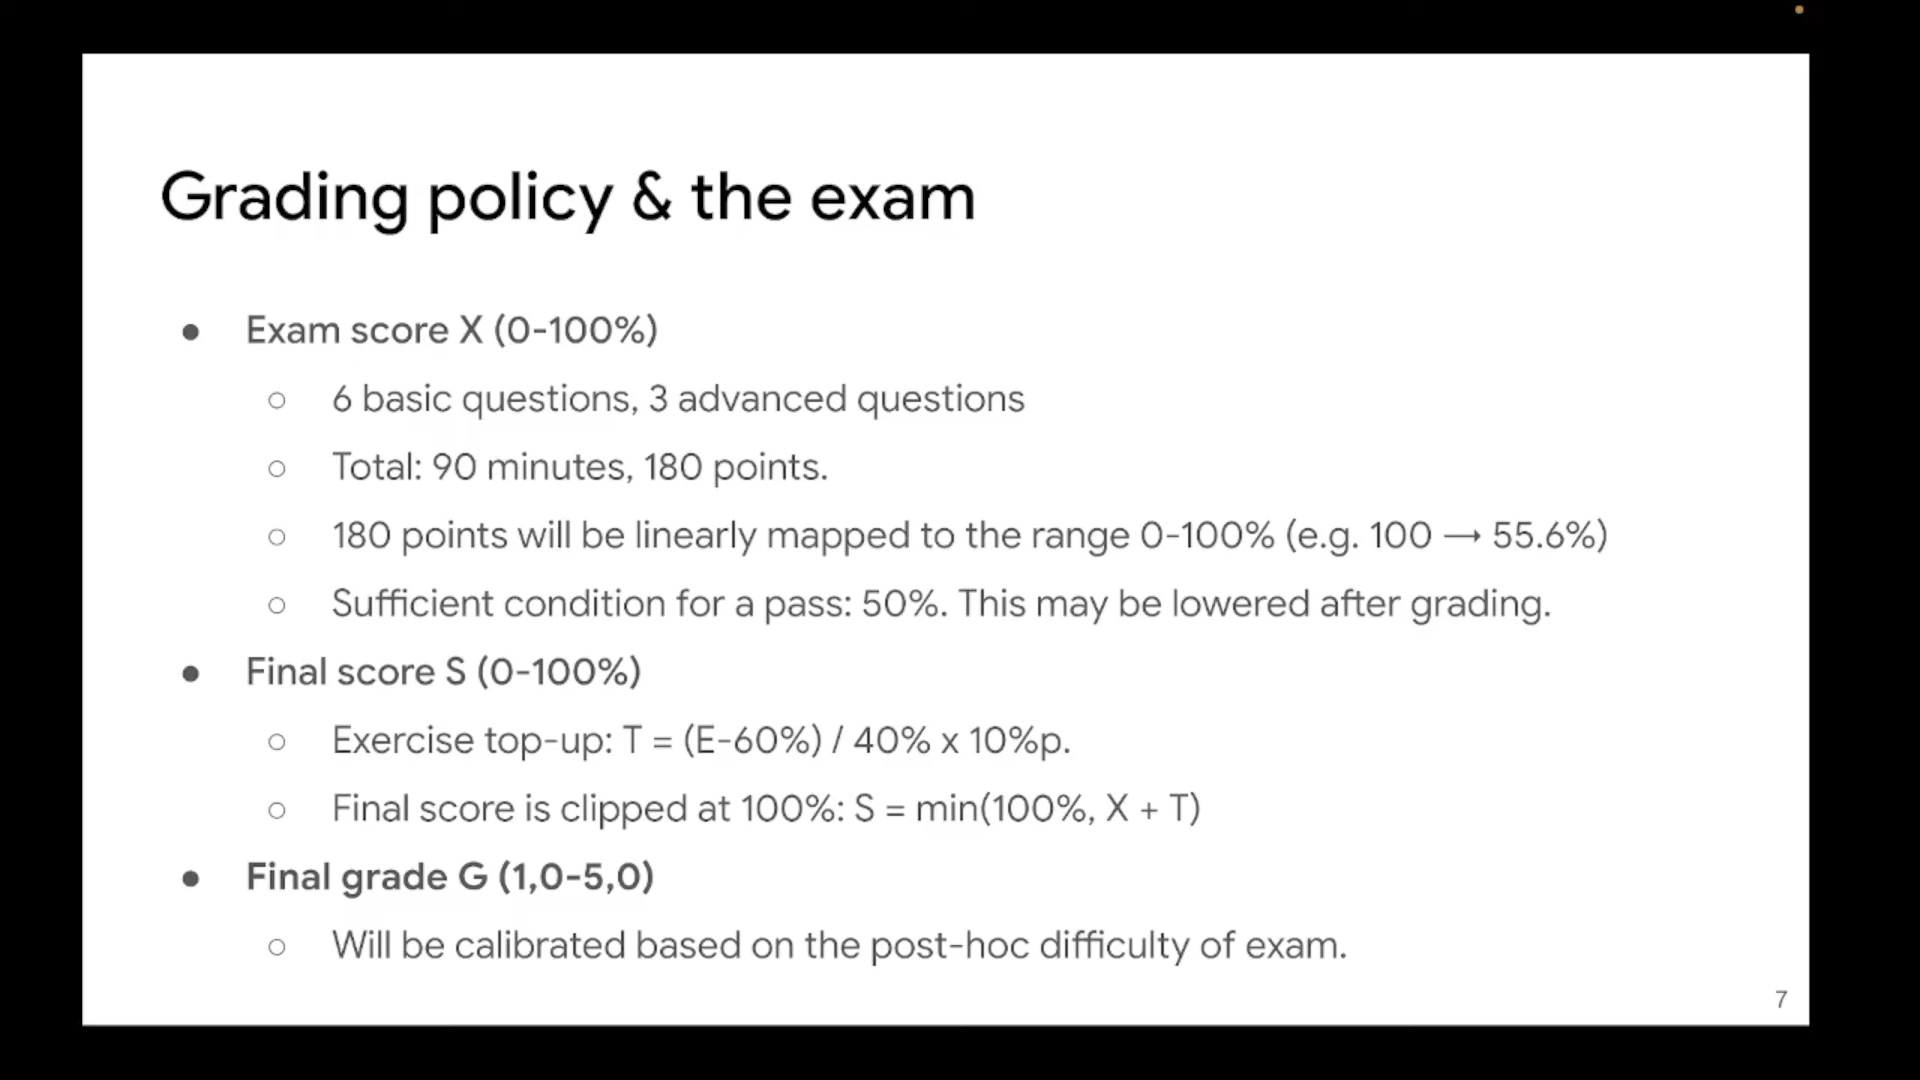 Grading policy & the exam
● Exam score X (0-100%)
○ 6 basic questions, 3 advanced questions
○ Total: 90 minutes, 180 points.
○ 180 points will be linearly mapped to the range 0-100% (e.g. 100 → 55.6%)
○ Sufficient condition for a pass: 50%. This may be lowered after grading.
● Final score S (0-100%)
○ Exercise top-up: T = (E-60%) / 40% x 10%p.
○ Final score is clipped at 100%: S = min(100%, X + T)
● Final grade G (1,0-5,0)
○ Will be calibrated based on the post-hoc difficulty of exam.
7